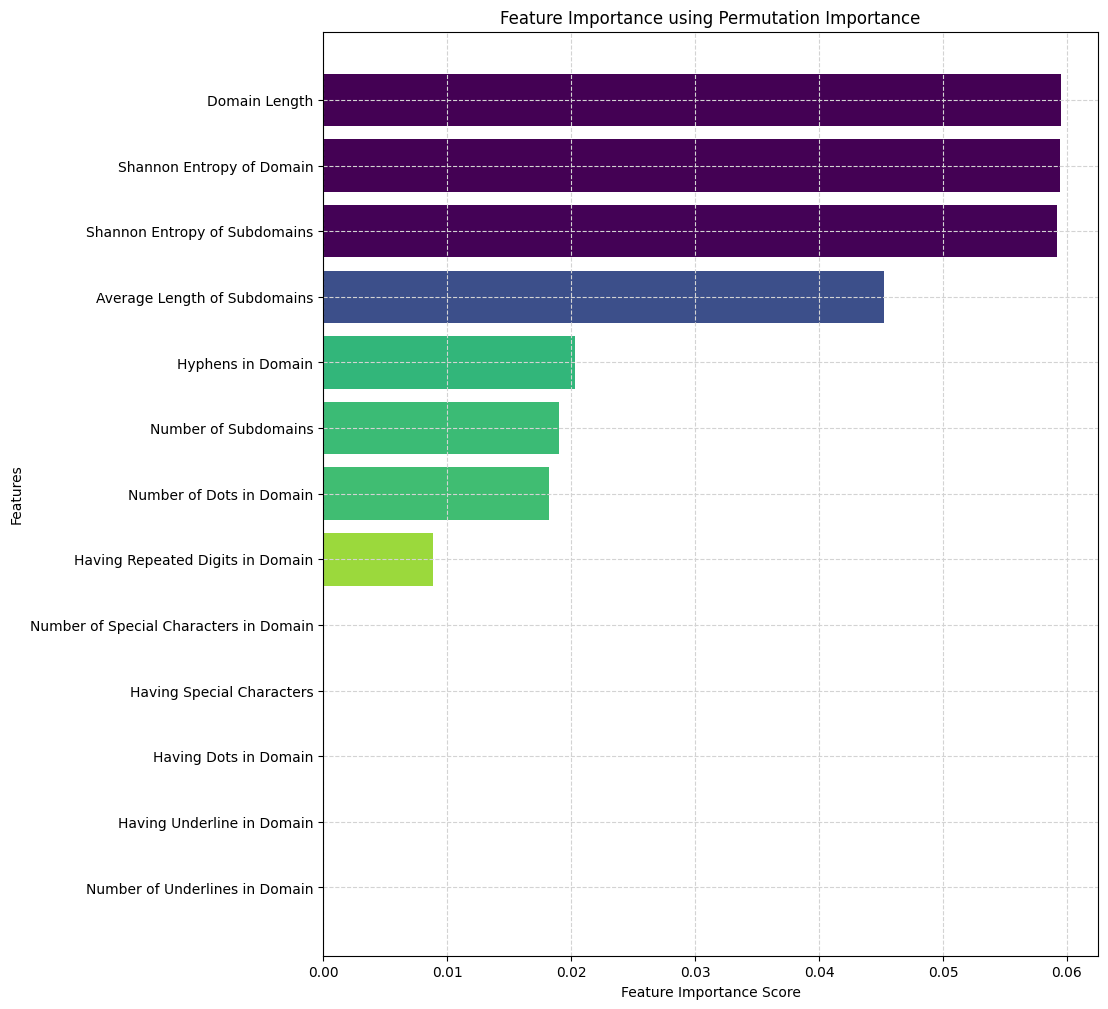 Feature Importance using Permutation Importance
Features
Domain Length
Shannon Entropy of Domain
Shannon Entropy of Subdomains
Average Length of Subdomains
Hyphens in Domain
Number of Subdomains
Number of Dots in Domain
Having Repeated Digits in Domain
Number of Special Characters in Domain
Having Special Characters
Having Dots in Domain
Having Underline in Domain
Number of Underlines in Domain
0.00 0.01 0.02 0.03 0.04 0.05 0.06
Feature Importance Score